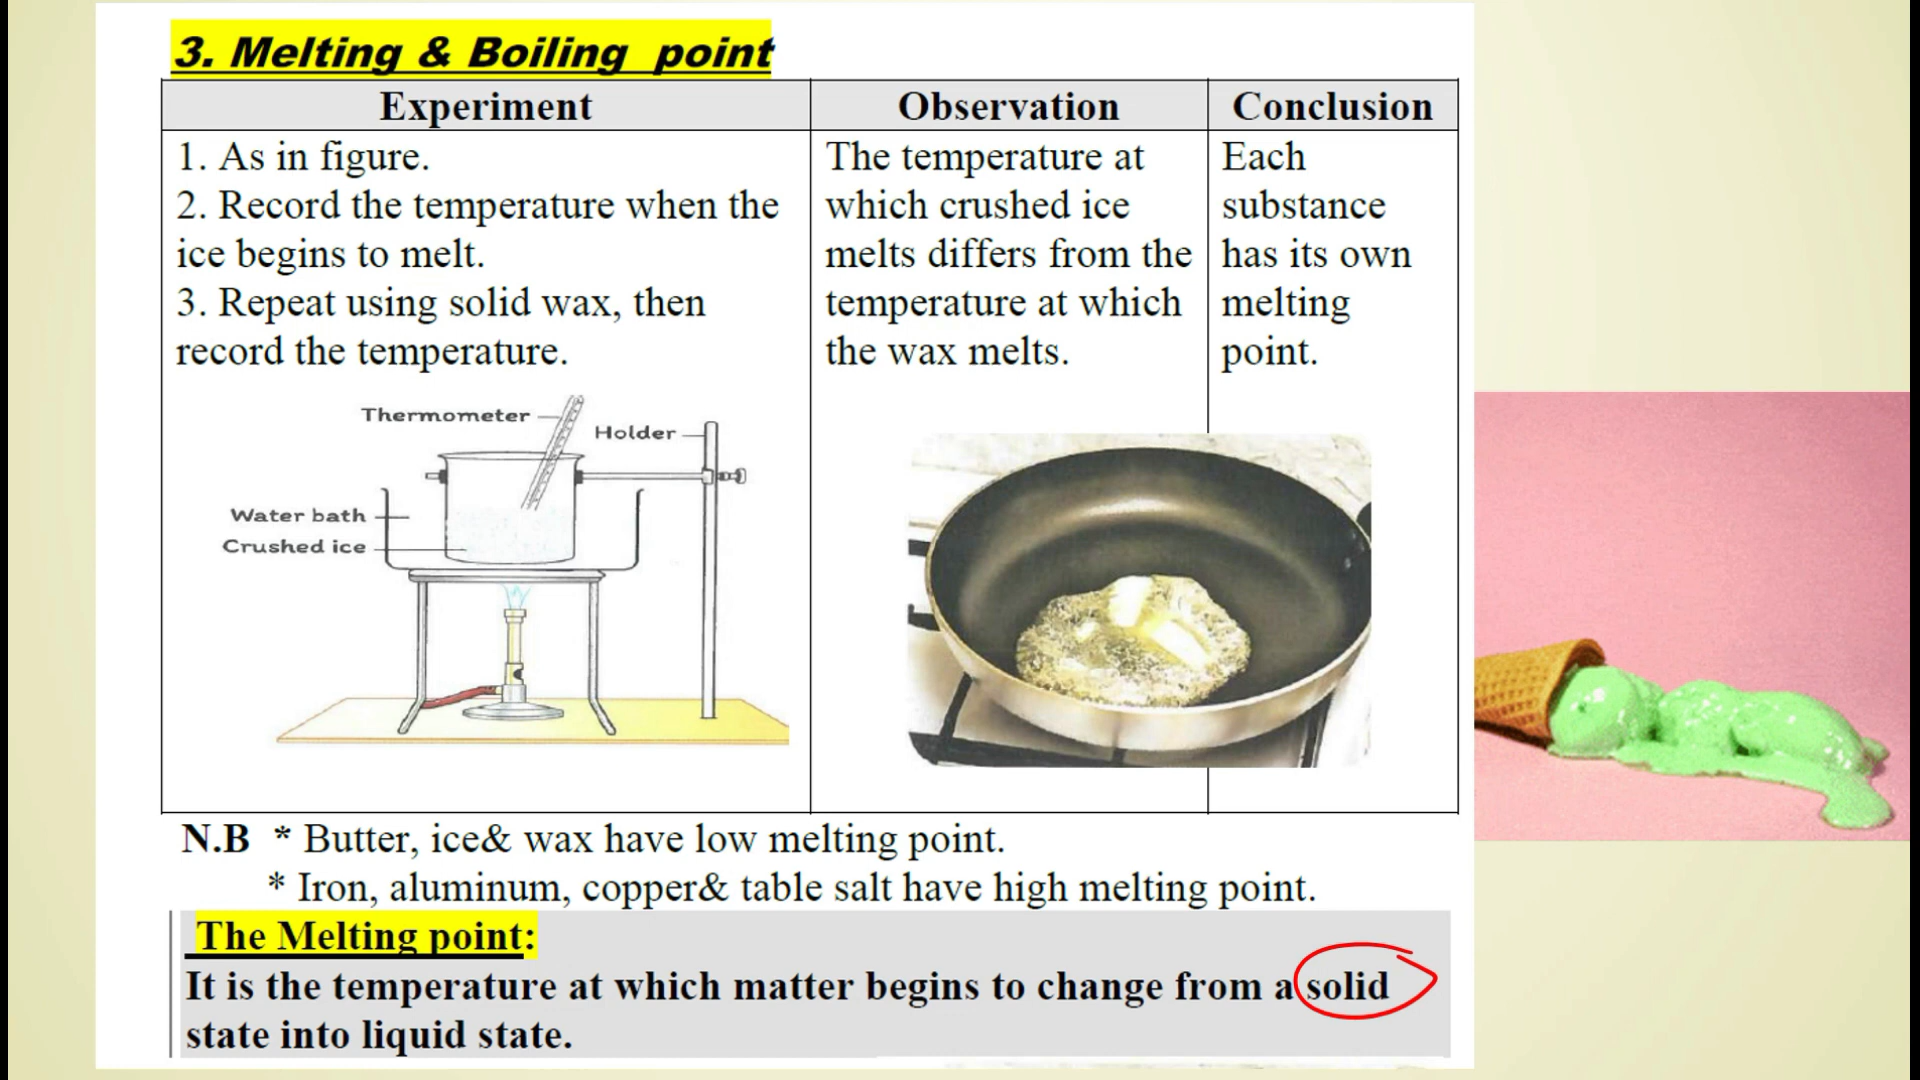 3. Melting & Boiling point
Experiment
Observation
Conclusion
1. As in figure.
2. Record the temperature when the
ice begins to melt.
3. Repeat using solid wax, then
record the temperature.
The temperature at
which crushed ice
melts differs from the
temperature at which
the wax melts.
Each
substance
has its own
melting
point.
Thermometer
Holder
Water bath
Crushed ice
N.B * Butter, ice& wax have low melting point.
* Iron, aluminum, copper& table salt have high melting point.
The Melting point:
It is the temperature at which matter begins to change from a solid
state into liquid state.